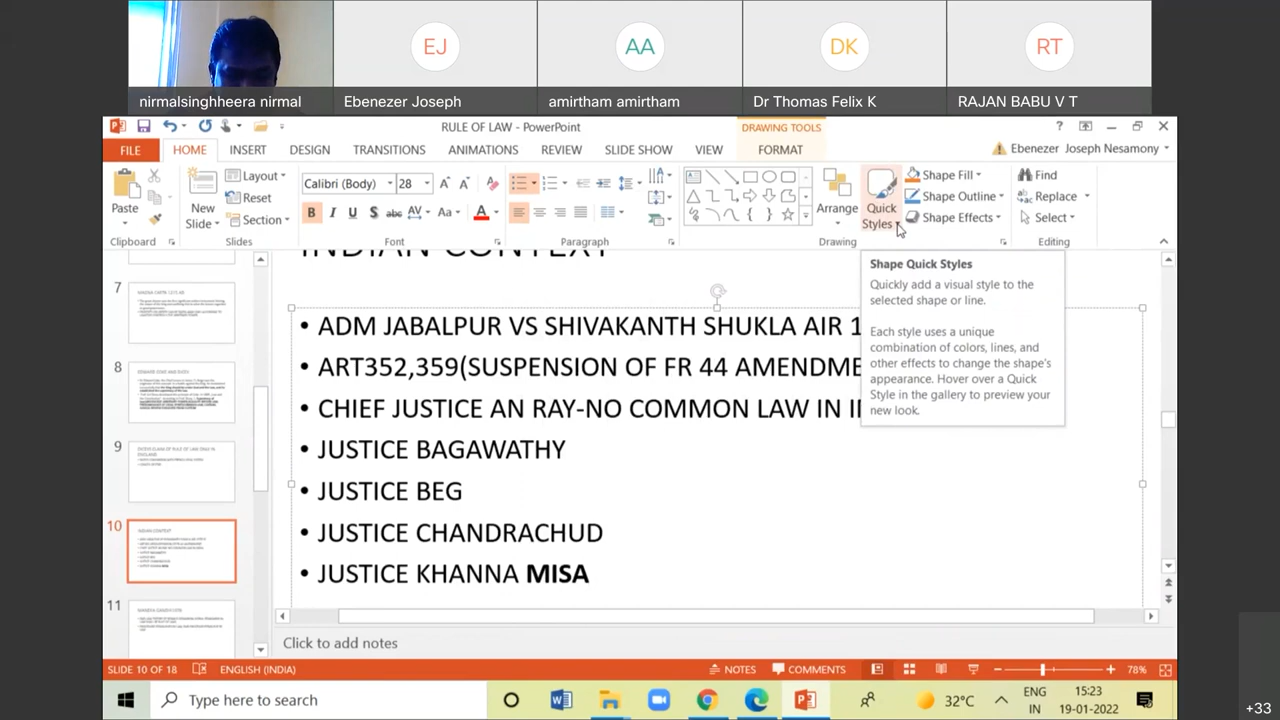 EJ
AA
DK
RT
nirmalsinghheera nirmal
Ebenezer Joseph
amirtham amirtham
Dr Thomas Felix K
RAJAN BABU V T
RULE OF LAW - PowerPoint
DRAWING TOOLS
?
FILE
HOME
INSERT
DESIGN
TRANSITIONS
ANIMATIONS
REVIEW
SLIDE SHOW
VIEW
FORMAT
Ebenezer Joseph Nesamony
Paste
New
Slide
Layout
Reset
Section
Calibri (Body)
28
B I U S abc AV Aa A
Arrange
Quick
Styles
Shape Fill
Shape Outline
Shape Effects
Find
Replace
Select
Clipboard
Slides
Font
Paragraph
Drawing
Editing
7
8
9
10
11
INDIAN CONTEXT
• ADM JABALPUR VS SHIVAKANTH SHUKLA AIR 1
• ART352,359(SUSPENSION OF FR 44 AMENDME
• CHIEF JUSTICE AN RAY-NO COMMON LAW IN I
• JUSTICE BAGAWATHY
• JUSTICE BEG
• JUSTICE CHANDRACHUD
• JUSTICE KHANNA MISA
Shape Quick Styles
Quickly add a visual style to the
selected shape or line.
Each style uses a unique
combination of colors, lines, and
other effects to change the shape's
appearance. Hover over a Quick
Style in the gallery to preview your
new look.
Click to add notes
SLIDE 10 OF 18
ENGLISH (INDIA)
NOTES
COMMENTS
78%
Type here to search
32°C
ENG
IN
15:23
19-01-2022
+33